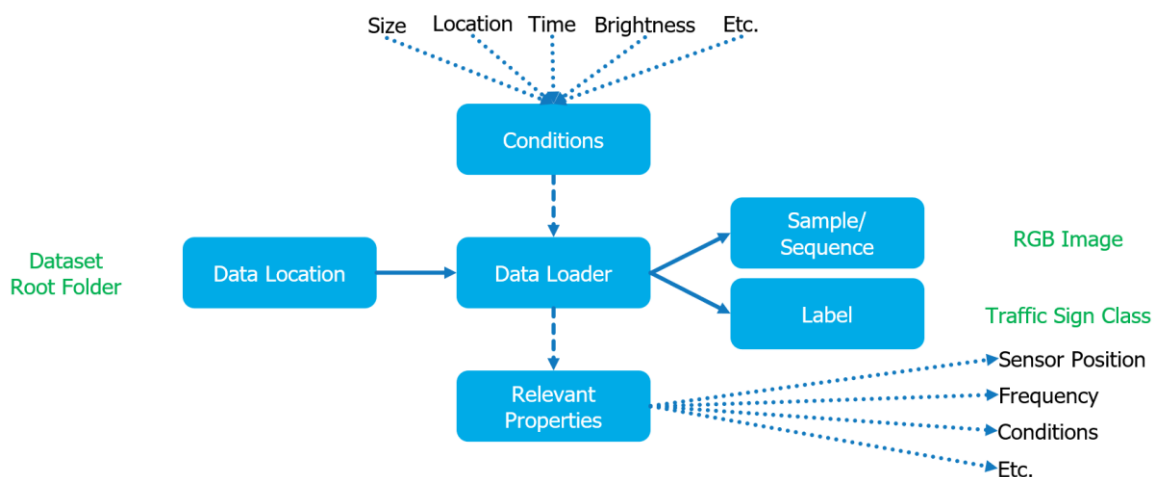 Size
Location
Time
Brightness
Etc.
Conditions
Dataset
Root Folder
Data Location
Data Loader
Sample/
Sequence
RGB Image
Label
Traffic Sign Class
Relevant
Properties
Sensor Position
Frequency
Conditions
Etc.